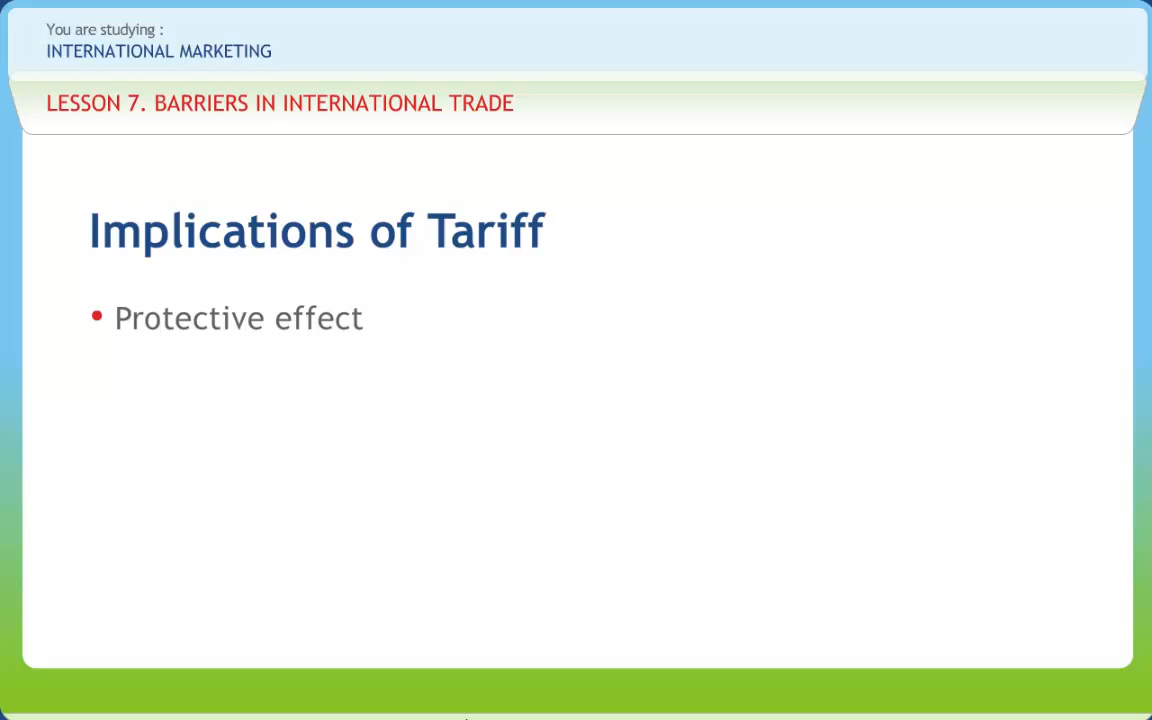 You are studying :
INTERNATIONAL MARKETING
LESSON 7. BARRIERS IN INTERNATIONAL TRADE
Implications of Tariff
• Protective effect